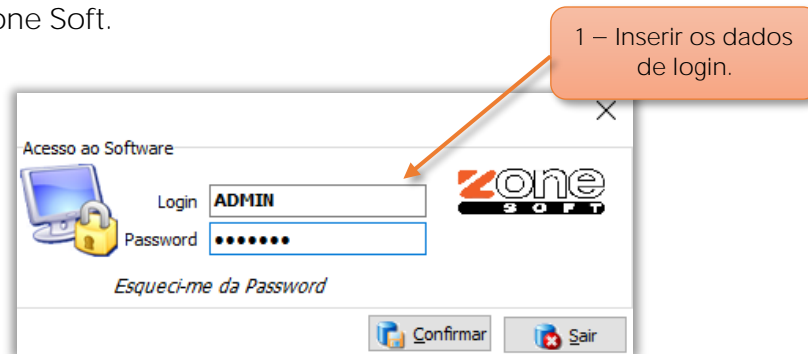 one Soft.
1 – Inserir os dados
de login.
Acesso ao Software
zone
SOFT
Login ADMIN
Password •••••••
Esqueci-me da Password
Confirmar Sair